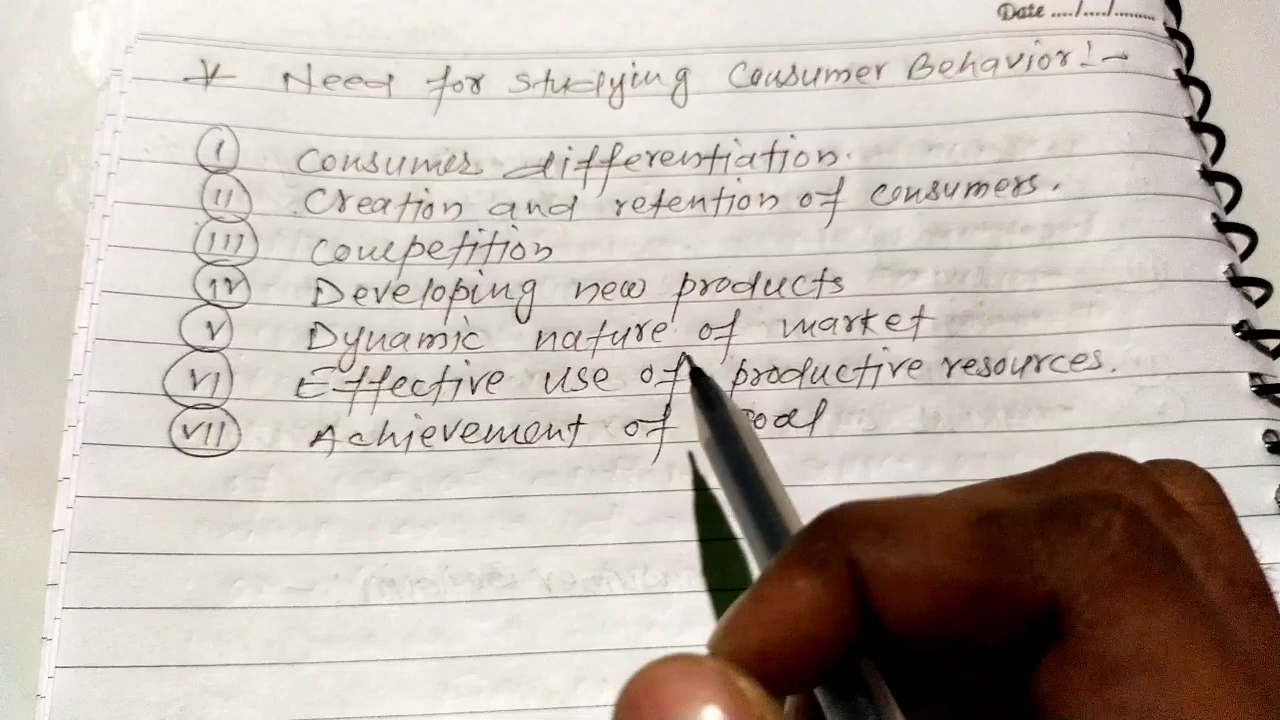 Date ..../..../.........
Need for studying Consumer Behavior:-
(I) Consumer differentiation.
(II) Creation and retention of consumers.
(III) Competition
(IV) Developing new products
(V) Dynamic nature of market
(VI) Effective use of productive resources.
(VII) Achievement of